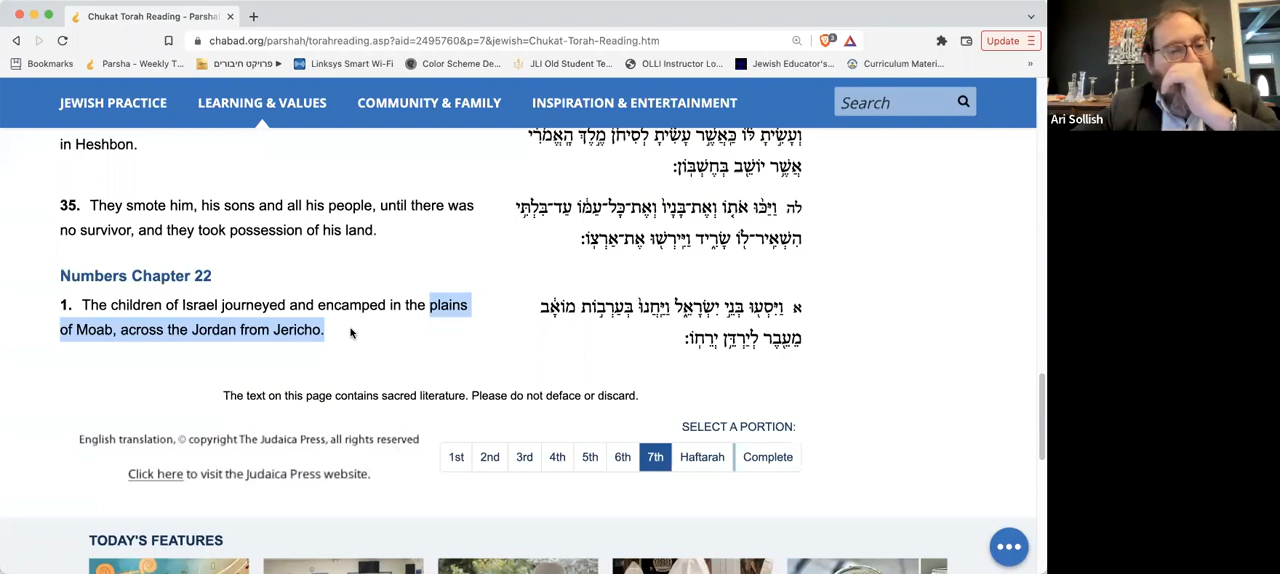 Chukat Torah Reading - Parsha
chabad.org/parshah/torahreading.asp?aid=2495760&p=7&jewish=Chukat-Torah-Reading.htm
Update
Bookmarks
Parsha - Weekly T...
פרויקט חיבורים
Linksys Smart Wi-Fi
Color Scheme De...
JLI Old Student Te...
OLLI Instructor Lo...
Jewish Educator's...
Curriculum Materi...
JEWISH PRACTICE
LEARNING & VALUES
COMMUNITY & FAMILY
INSPIRATION & ENTERTAINMENT
Search
Ari Sollish
in Heshbon.
וְעָשִׂ֣יתָ לּ֔וֹ כַּֽאֲשֶׁ֣ר עָשִׂ֗יתָ לְסִיחֹן֙ מֶ֣לֶךְ הָֽאֱמֹרִ֔י
אֲשֶׁ֥ר יוֹשֵׁ֖ב בְּחֶשְׁבּֽוֹן:
35. They smote him, his sons and all his people, until there was
no survivor, and they took possession of his land.
לה וַיַּכּ֨וּ אֹת֤וֹ וְאֶת־בָּנָיו֙ וְאֶת־כָּל־עַמּ֔וֹ עַד־בִּלְתִּ֥י
הִשְׁאִֽיר־ל֖וֹ שָׂרִ֑יד וַיִּֽירְשׁ֖וּ אֶת־אַרְצֽוֹ:
Numbers Chapter 22
1. The children of Israel journeyed and encamped in the plains
of Moab, across the Jordan from Jericho.
א וַיִּסְע֖וּ בְּנֵ֣י יִשְׂרָאֵ֑ל וַֽיַּחֲנוּ֙ בְּעַרְב֣וֹת מוֹאָ֔ב
מֵעֵ֖בֶר לְיַרְדֵּ֥ן יְרֵחֽוֹ:
The text on this page contains sacred literature. Please do not deface or discard.
SELECT A PORTION:
English translation, © copyright The Judaica Press, all rights reserved
1st 2nd 3rd 4th 5th 6th 7th Haftarah Complete
Click here to visit the Judaica Press website.
TODAY'S FEATURES